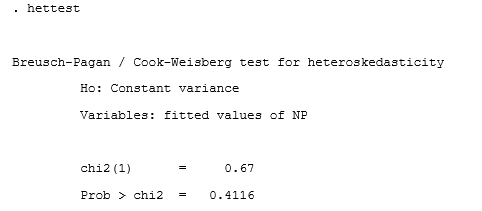 . hettest
Breusch-Pagan / Cook-Weisberg test for heteroskedasticity
Ho: Constant variance
Variables: fitted values of NP
chi2(1) = 0.67
Prob > chi2 = 0.4116